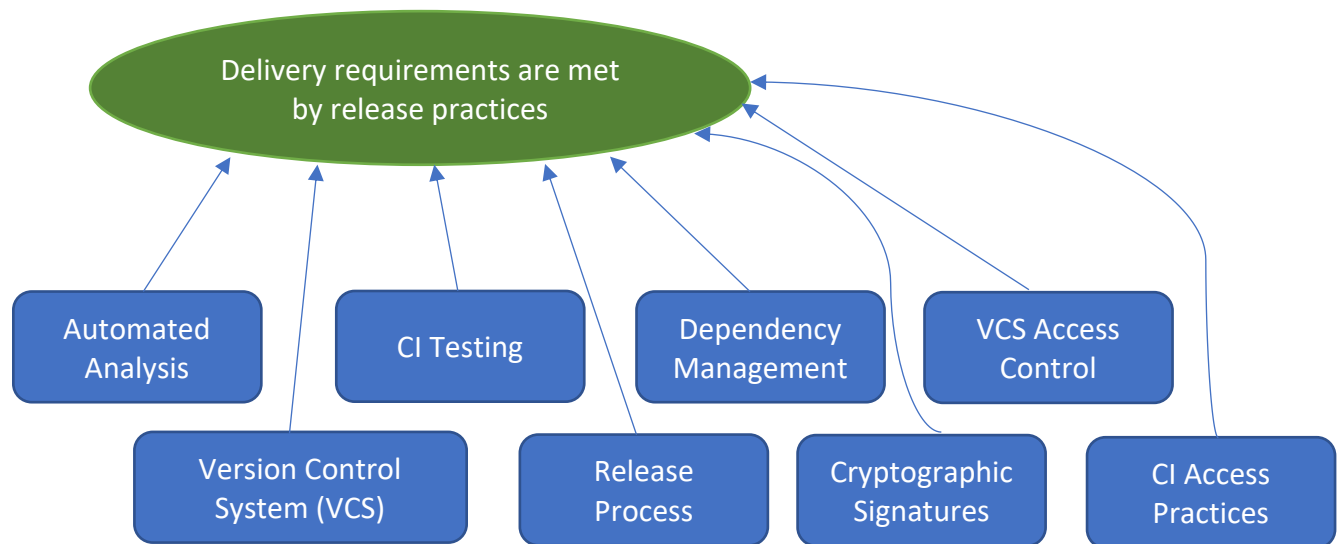 Delivery requirements are met
by release practices
Automated
Analysis
CI Testing
Dependency
Management
VCS Access
Control
Version Control
System (VCS)
Release
Process
Cryptographic
Signatures
CI Access
Practices